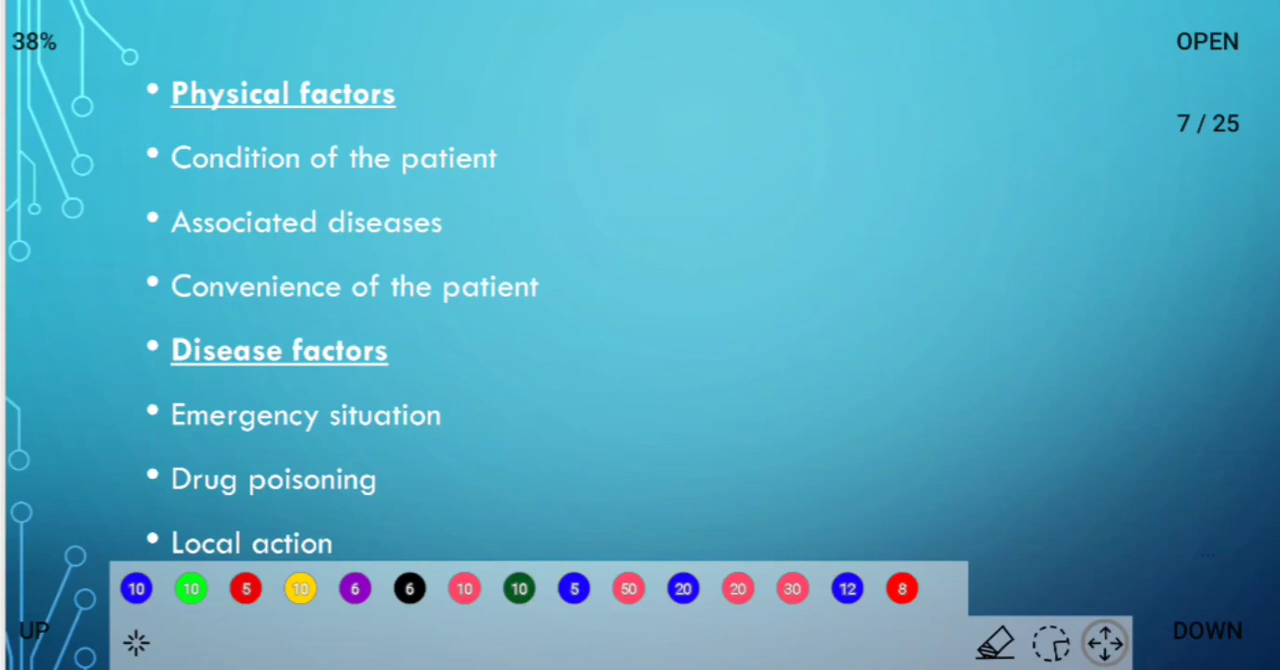 38%
OPEN
7 / 25
• Physical factors
• Condition of the patient
• Associated diseases
• Convenience of the patient
• Disease factors
• Emergency situation
• Drug poisoning
• Local action
...
10 10 5 10 6 6 10 10 5 50 20 20 30 12 8
UP
DOWN